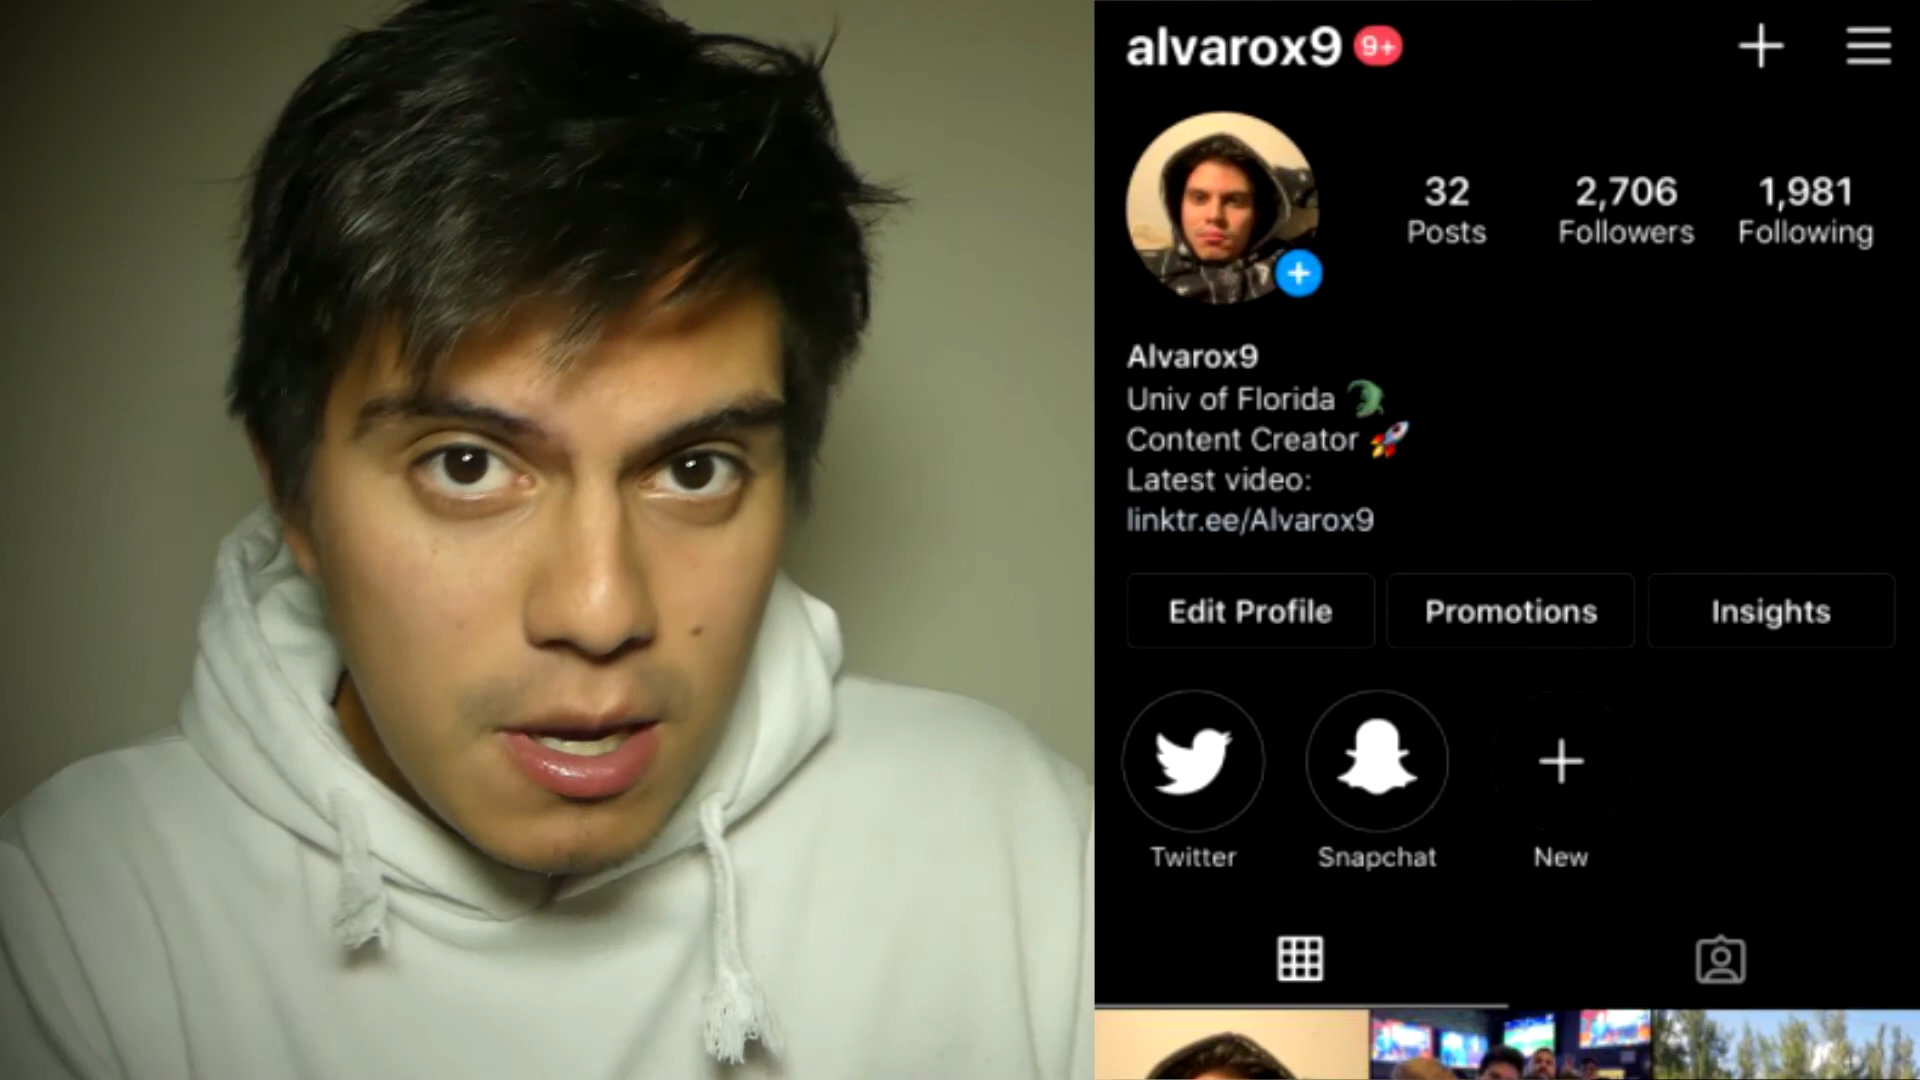 alvarox9 9+
32 2,706 1,981
Posts Followers Following
Alvarox9
Univ of Florida
Content Creator 🚀
Latest video:
linktr.ee/Alvarox9
Edit Profile Promotions Insights
Twitter Snapchat New